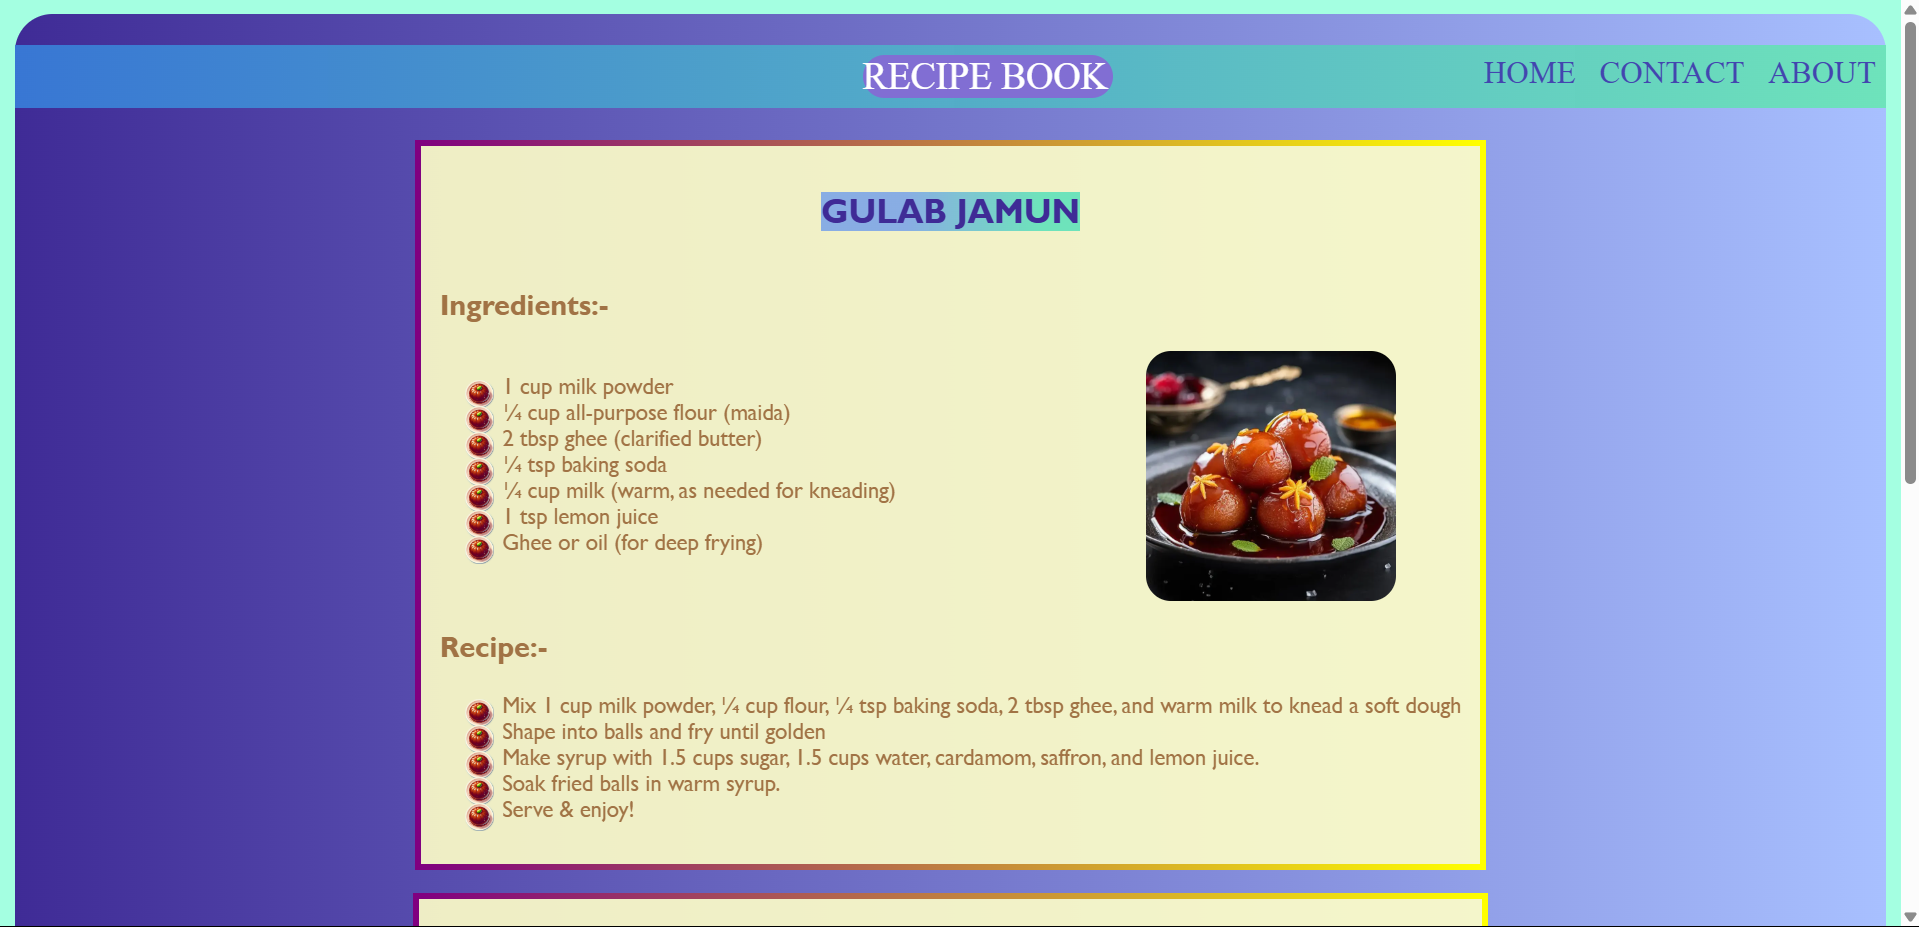 RECIPE BOOK
HOME CONTACT ABOUT
GULAB JAMUN
Ingredients:-
1 cup milk powder
¼ cup all-purpose flour (maida)
2 tbsp ghee (clarified butter)
¼ tsp baking soda
¼ cup milk (warm, as needed for kneading)
1 tsp lemon juice
Ghee or oil (for deep frying)
Recipe:-
Mix 1 cup milk powder, ¼ cup flour, ¼ tsp baking soda, 2 tbsp ghee, and warm milk to knead a soft dough
Shape into balls and fry until golden
Make syrup with 1.5 cups sugar, 1.5 cups water, cardamom, saffron, and lemon juice.
Soak fried balls in warm syrup.
Serve & enjoy!